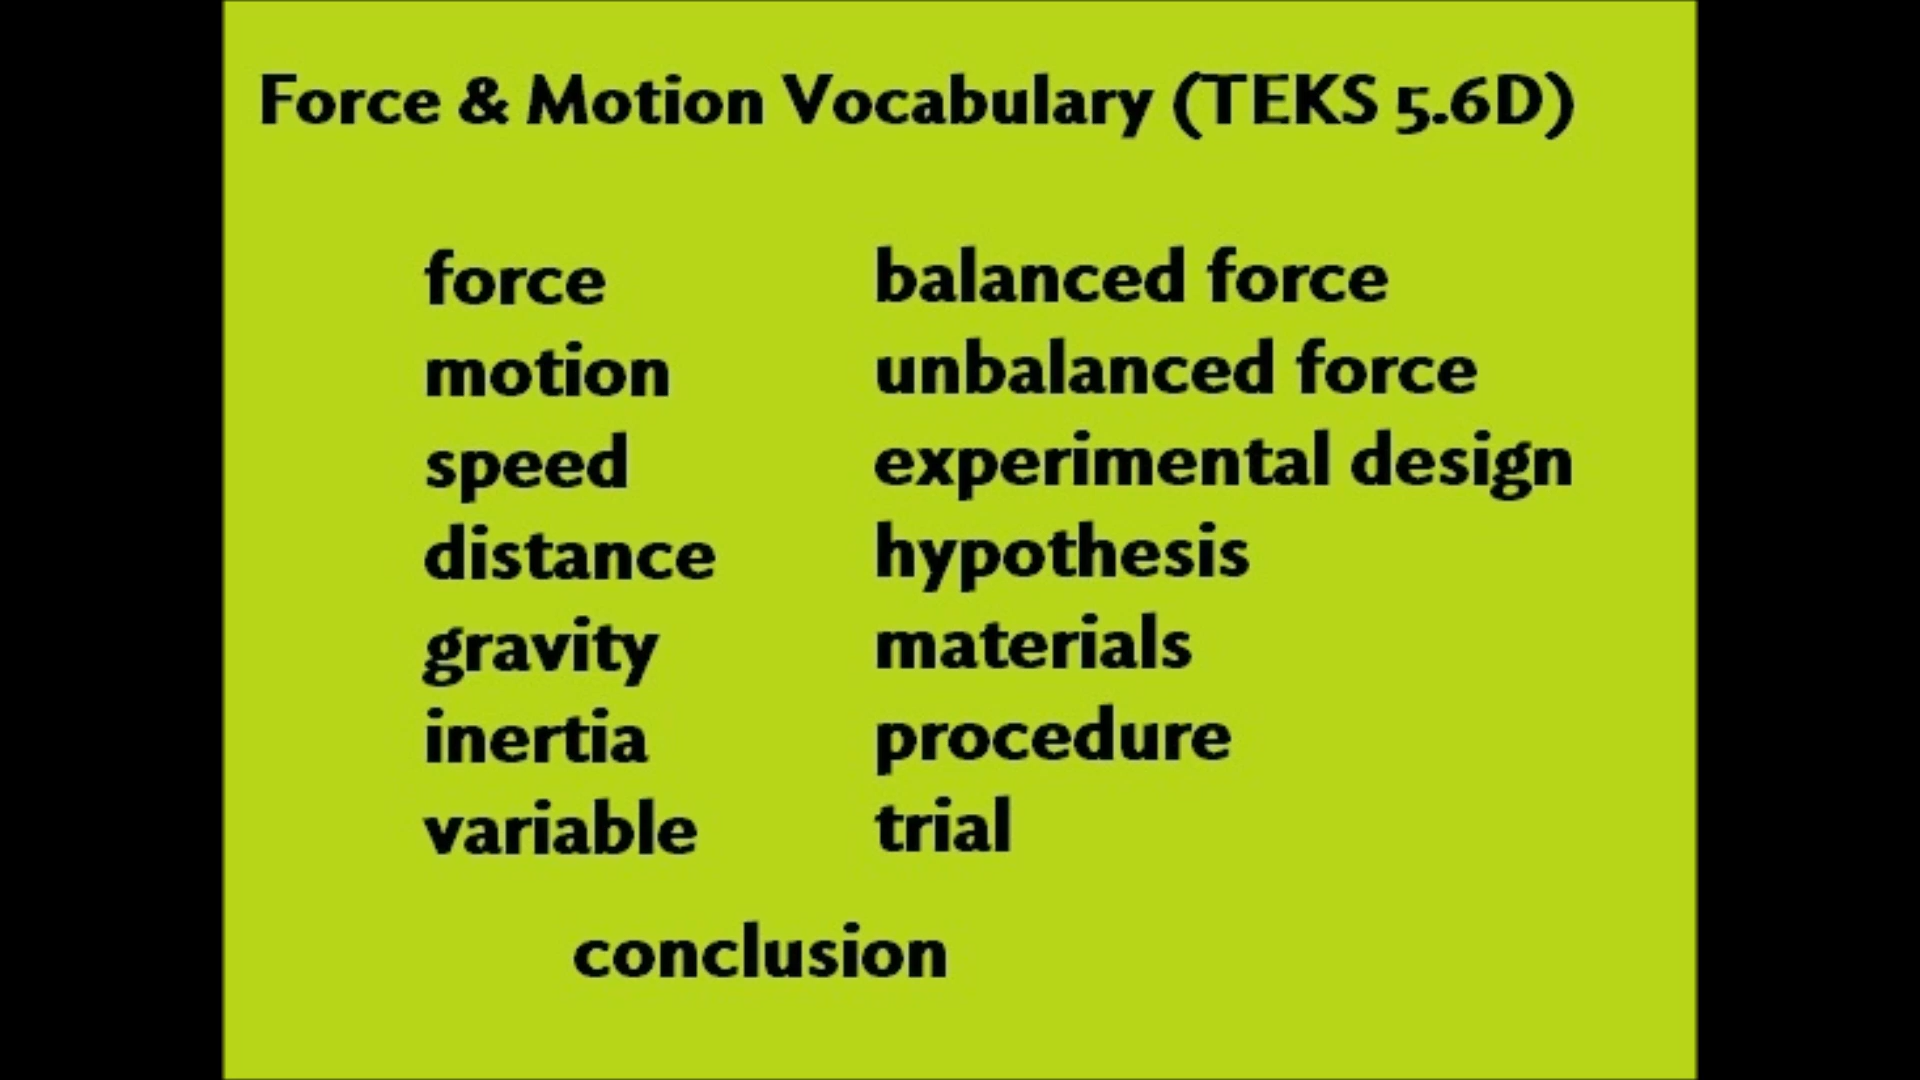 Force & Motion Vocabulary (TEKS 5.6D)
force
motion
speed
distance
gravity
inertia
variable
balanced force
unbalanced force
experimental design
hypothesis
materials
procedure
trial
conclusion